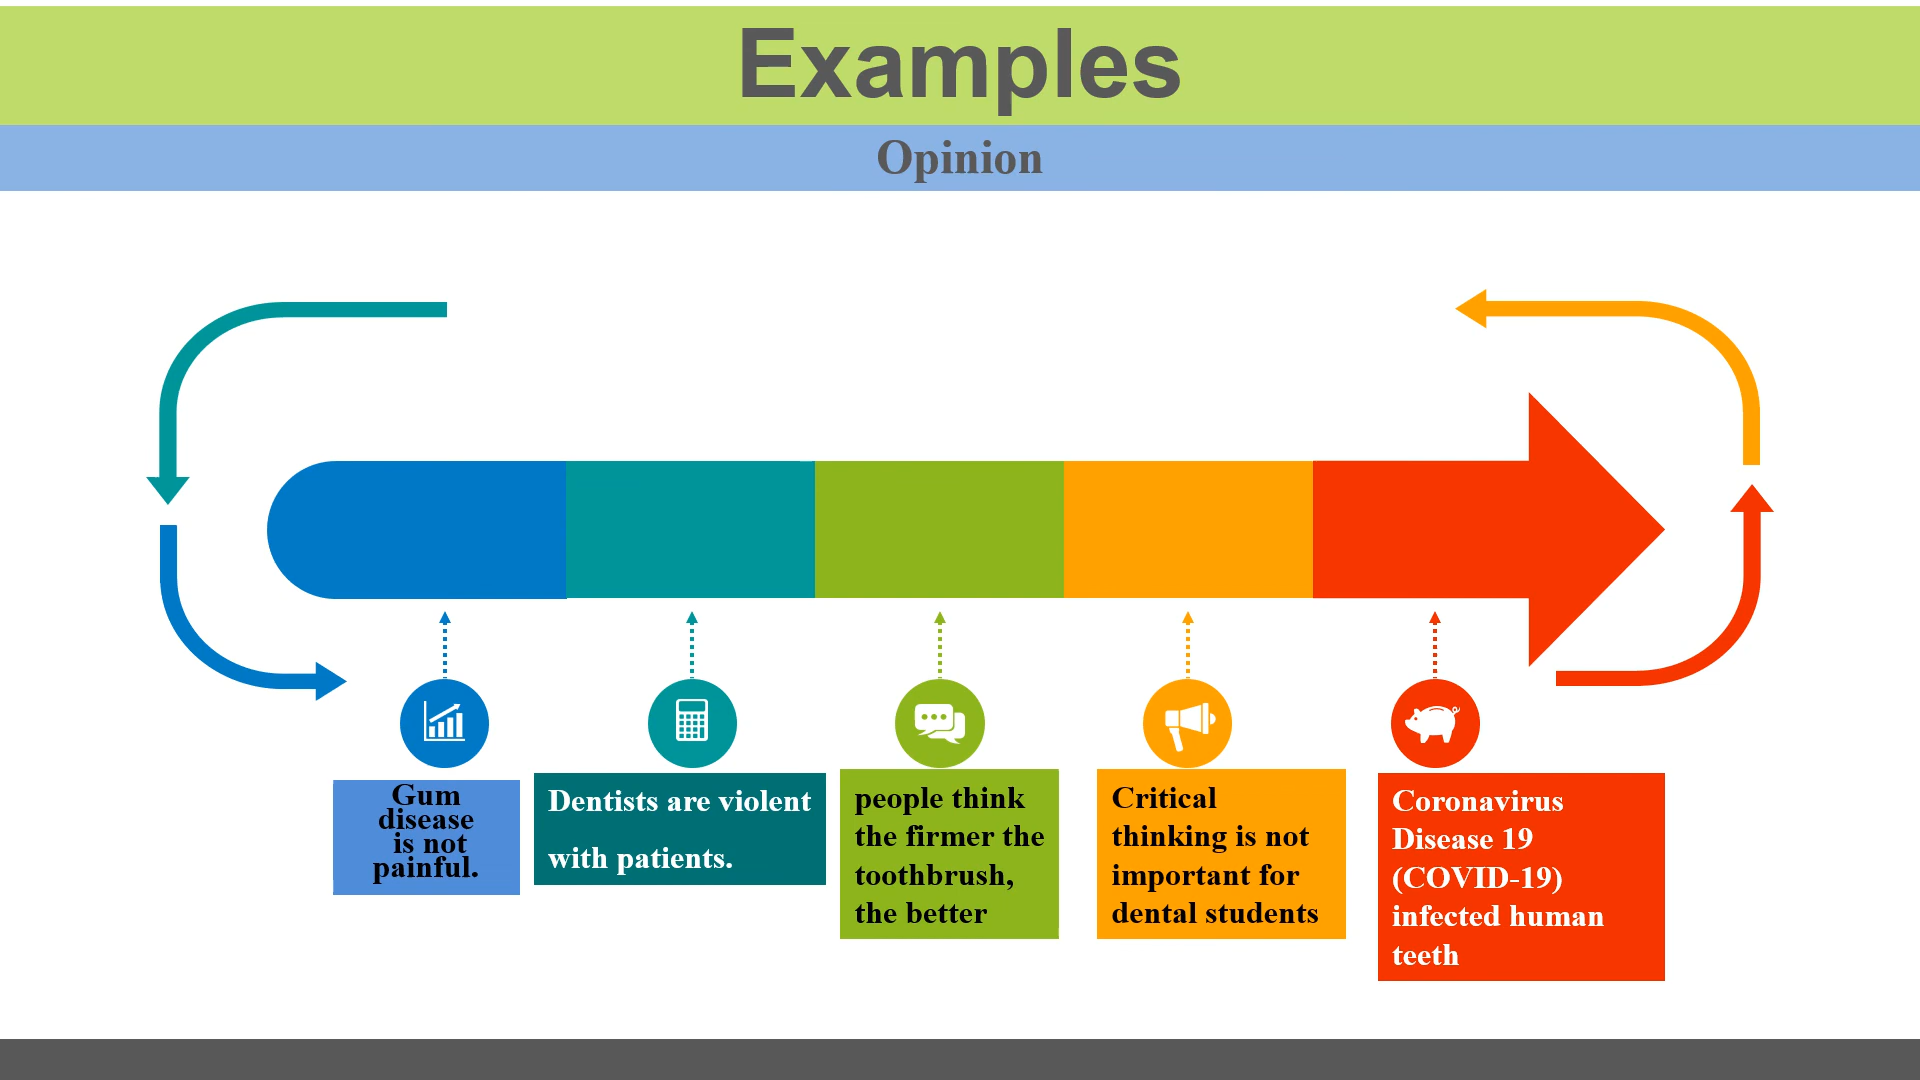 Examples
Opinion
Gum
disease
is not
painful.
Dentists are violent
with patients.
people think
the firmer the
toothbrush,
the better
Critical
thinking is not
important for
dental students
Coronavirus
Disease 19
(COVID-19)
infected human
teeth